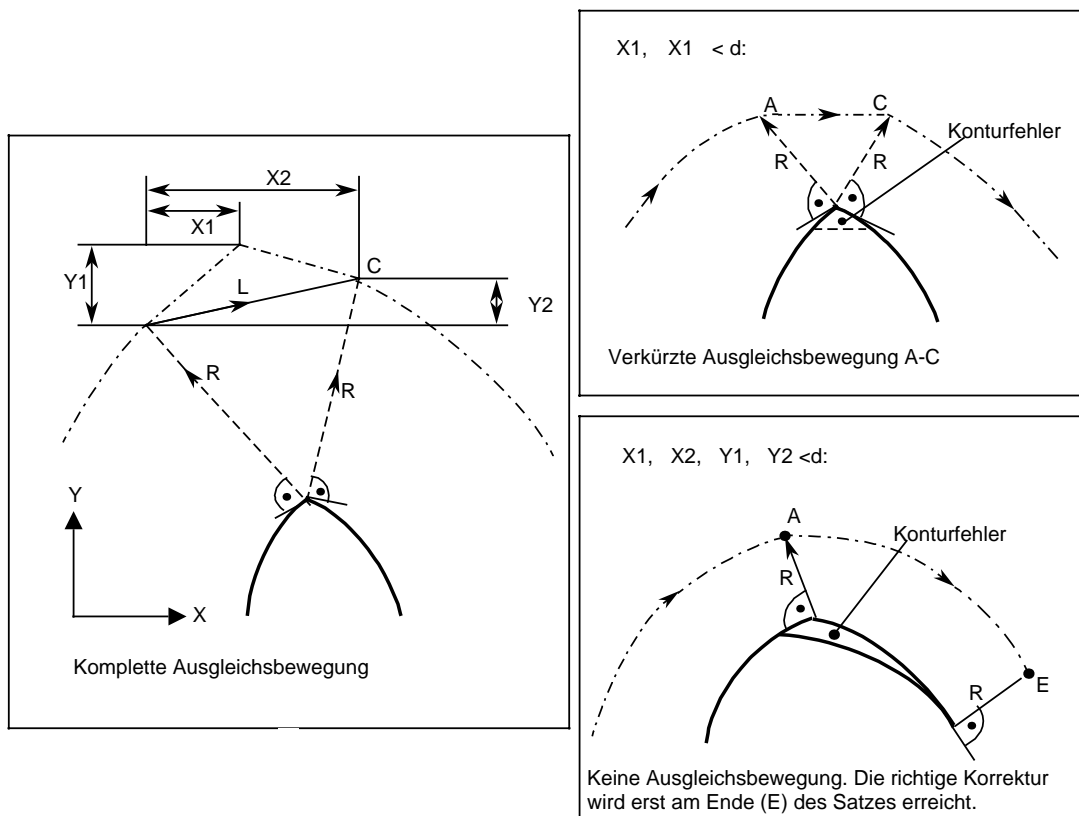 X2
X1
Y1
C
L
Y2
R
R
Y
X
Komplette Ausgleichsbewegung
X1, X1 < d:
A
C
Konturfehler
R
R
Verkürzte Ausgleichsbewegung A-C
X1, X2, Y1, Y2 <d:
A
Konturfehler
R
E
R
Keine Ausgleichsbewegung. Die richtige Korrektur
wird erst am Ende (E) des Satzes erreicht.